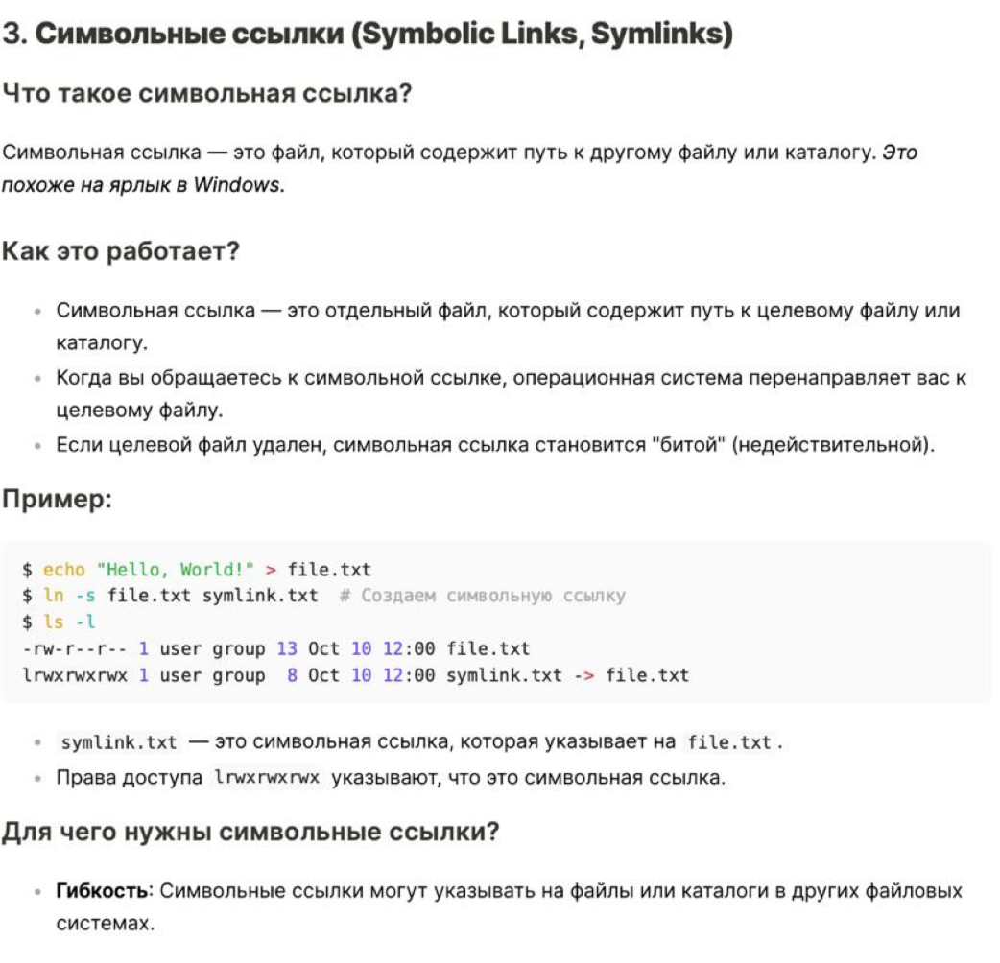 3. Символьные ссылки (Symbolic Links, Symlinks)
Что такое символьная ссылка?
Символьная ссылка — это файл, который содержит путь к другому файлу или каталогу. Это
похоже на ярлык в Windows.
Как это работает?
• Символьная ссылка — это отдельный файл, который содержит путь к целевому файлу или
каталогу.
• Когда вы обращаетесь к символьной ссылке, операционная система перенаправляет вас к
целевому файлу.
• Если целевой файл удален, символьная ссылка становится "битой" (недействительной).
Пример:
$ echo "Hello, World!" > file.txt
$ ln -s file.txt symlink.txt  # Создаем символьную ссылку
$ ls -l
-rw-r--r-- 1 user group 13 Oct 10 12:00 file.txt
lrwxrwxrwx 1 user group  8 Oct 10 12:00 symlink.txt -> file.txt
• symlink.txt — это символьная ссылка, которая указывает на file.txt.
• Права доступа lrwxrwxrwx указывают, что это символьная ссылка.
Для чего нужны символьные ссылки?
• Гибкость: Символьные ссылки могут указывать на файлы или каталоги в других файловых
системах.